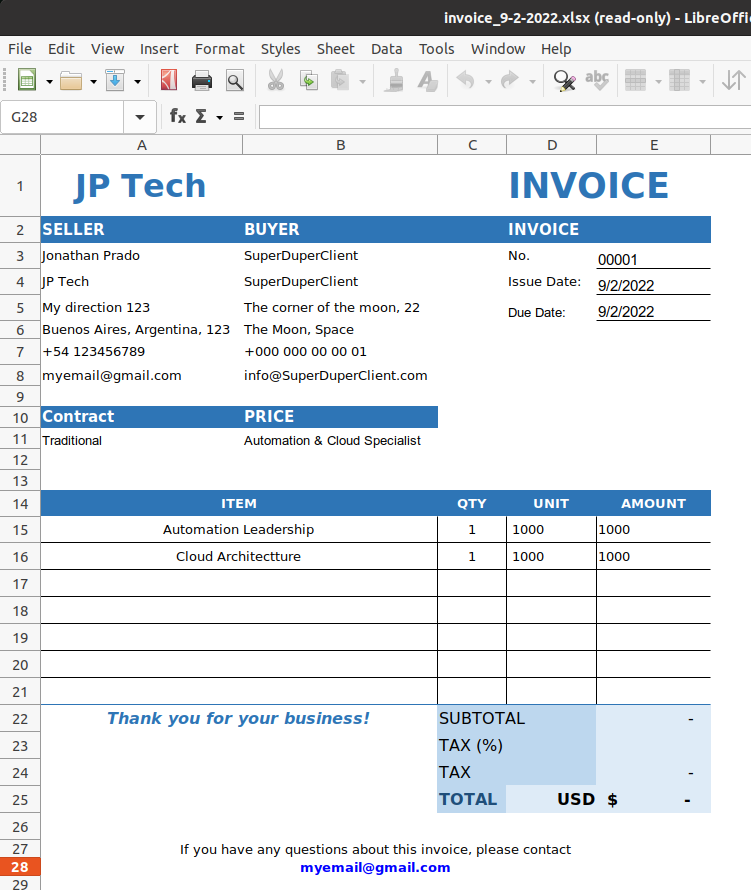 invoice_9-2-2022.xlsx (read-only) - LibreOffi
File Edit View Insert Format Styles Sheet Data Tools Window Help
G28 fx Σ =
A B C D E
1 JP Tech INVOICE
2 SELLER BUYER INVOICE
3 Jonathan Prado SuperDuperClient No. 00001
4 JP Tech SuperDuperClient Issue Date: 9/2/2022
5 My direction 123 The corner of the moon, 22 Due Date: 9/2/2022
6 Buenos Aires, Argentina, 123 The Moon, Space
7 +54 123456789 +000 000 00 00 01
8 myemail@gmail.com info@SuperDuperClient.com
9
10 Contract PRICE
11 Traditional Automation & Cloud Specialist
12
13
14 ITEM QTY UNIT AMOUNT
15 Automation Leadership 1 1000 1000
16 Cloud Architectture 1 1000 1000
17
18
19
20
21
22 Thank you for your business! SUBTOTAL -
23 TAX (%)
24 TAX -
25 TOTAL USD $ -
26
27 If you have any questions about this invoice, please contact
28 myemail@gmail.com
29